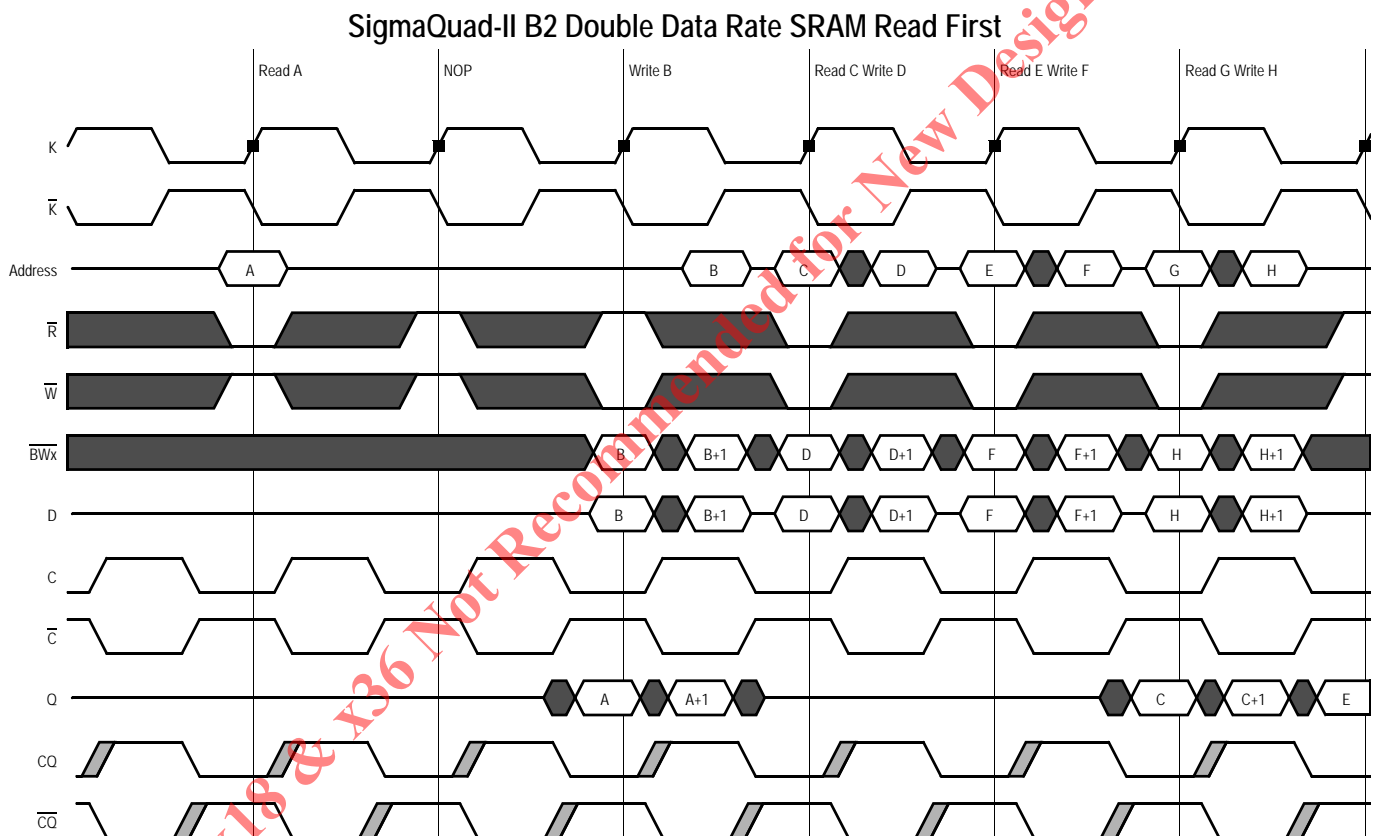 SigmaQuad-II B2 Double Data Rate SRAM Read First
Read A NOP Write B Read C Write D Read E Write F Read G Write H
K
K
Address A B C D E F G H
R
W
BWx B B+1 D D+1 F F+1 H H+1
D B B+1 D D+1 F F+1 H H+1
C
C
Q A A+1 C C+1 E
CQ
CQ
x18 & x36 Not Recommended for New Design